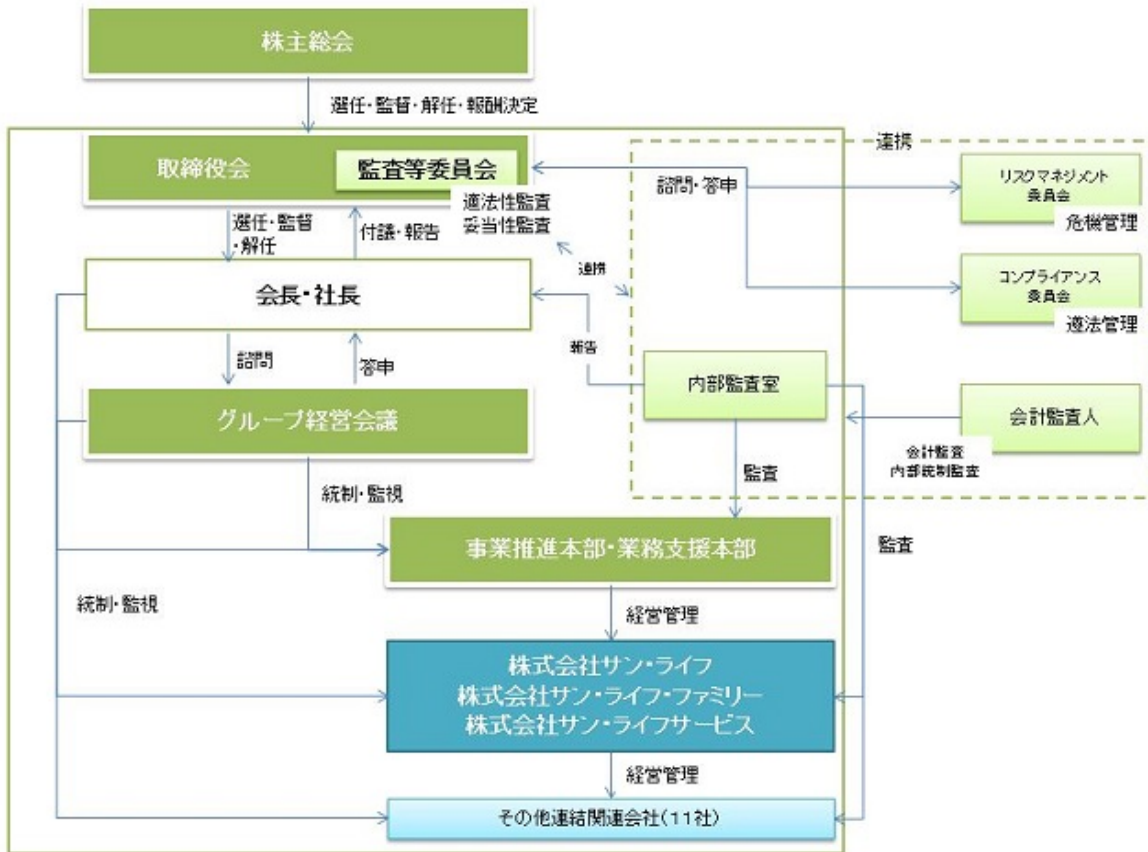 株主総会
選任・監督・解任・報酬決定
連携
取締役会
監査等委員会
適法性監査
妥当性監査
諮問・答申
リスクマネジメント
委員会
危機管理
選任・監督
・解任
付議・報告
連携
会長・社長
コンプライアンス
委員会
遵法管理
諮問
答申
報告
内部監査室
グループ経営会議
会計監査人
会計監査
内部統制監査
統制・監視
監査
事業推進本部・業務支援本部
監査
統制・監視
経営管理
株式会社サン・ライフ
株式会社サン・ライフ・ファミリー
株式会社サン・ライフサービス
経営管理
その他連結関連会社(11社)